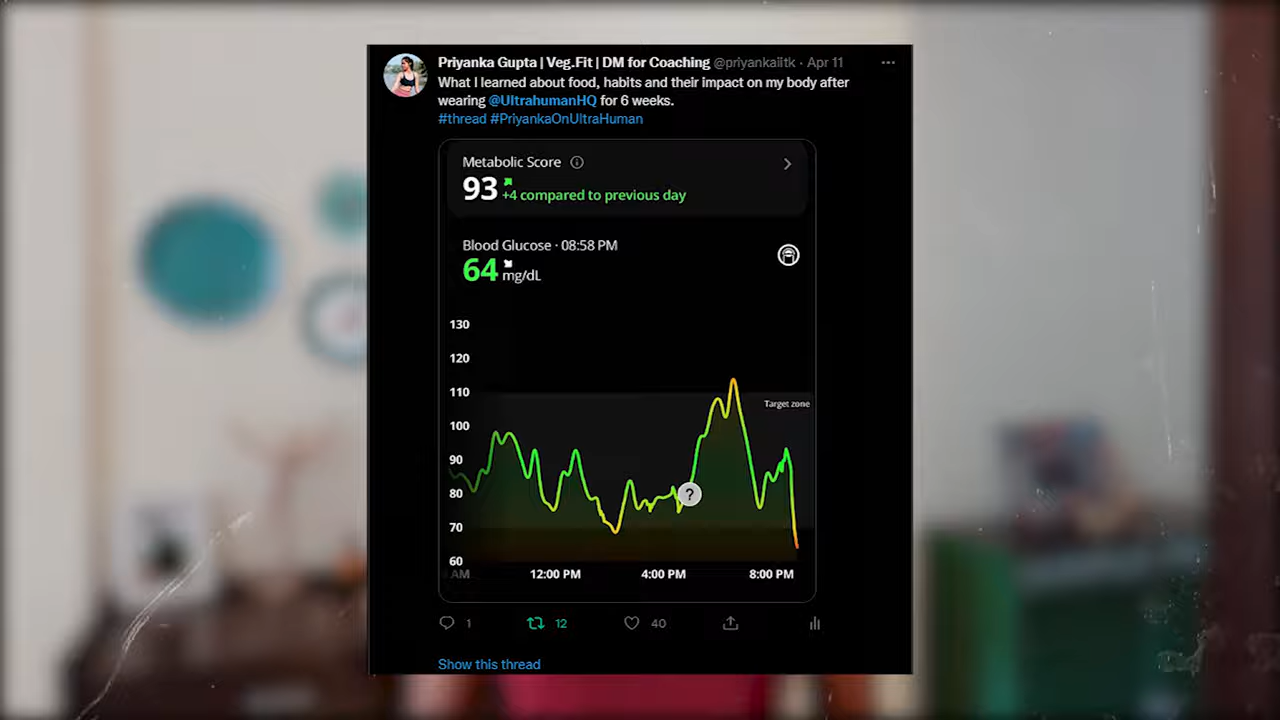 Priyanka Gupta | Veg.Fit | DM for Coaching @priyankaiitk · Apr 11
What I learned about food, habits and their impact on my body after
wearing @UltrahumanHQ for 6 weeks.
#thread #PriyankaOnUltraHuman
Metabolic Score
93 +4 compared to previous day
Blood Glucose · 08:58 PM
64 mg/dL
130
120
110
Target zone
100
90
80
?
70
60
AM 12:00 PM 4:00 PM 8:00 PM
1 12 40
Show this thread